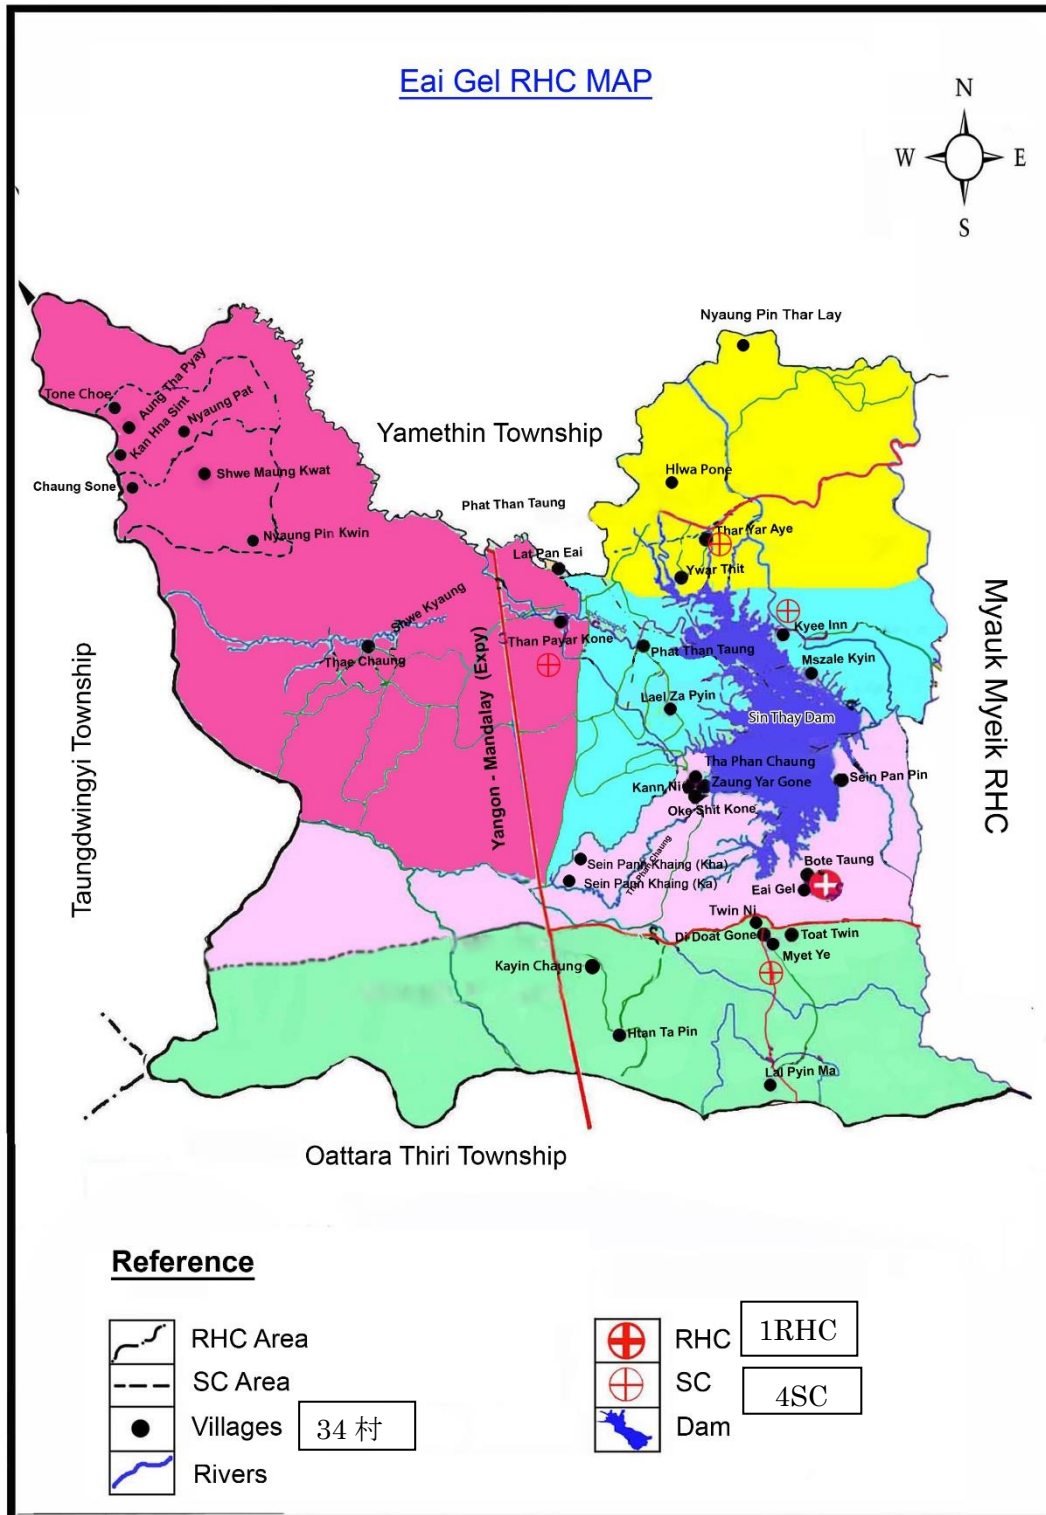 Eai Gel RHC MAP
N
W
E
S
Nyaung Pin Thar Lay
Aung Tha Pyay
Tone Choe
Kan Hna Sint
Nyaung Pat
Yamethin Township
Shwe Maung Kwat
Hlwa Pone
Chaung Sone
Phat Than Taung
Nyaung Pin Kwin
Thar Yar Aye
Lat Pan Eai
Ywar Thit
Shwe Kyaung
Kyee Inn
Than Payar Kone
Phat Than Taung
Thae Chaung
Mszale Kyin
Lael Za Pyin
Sin Thay Dam
Yangon - Mandalay (Expy)
Taungdwingyi Township
Myauk Myeik RHC
Tha Phan Chaung
Kann Ni
Zaung Yar Gone
Sein Pan Pin
Oke Shit Kone
Tha Phan Chaung
Sein Pann Khaing (Kha)
Bote Taung
Sein Pann Khaing (Ka)
Eai Gel
Twin Ni
Di Doat Gone
Toat Twin
Myet Ye
Kayin Chaung
Htan Ta Pin
Lal Pyin Ma
Oattara Thiri Township
Reference
RHC Area
SC Area
Villages
34 村
Rivers
RHC
1RHC
SC
4SC
Dam